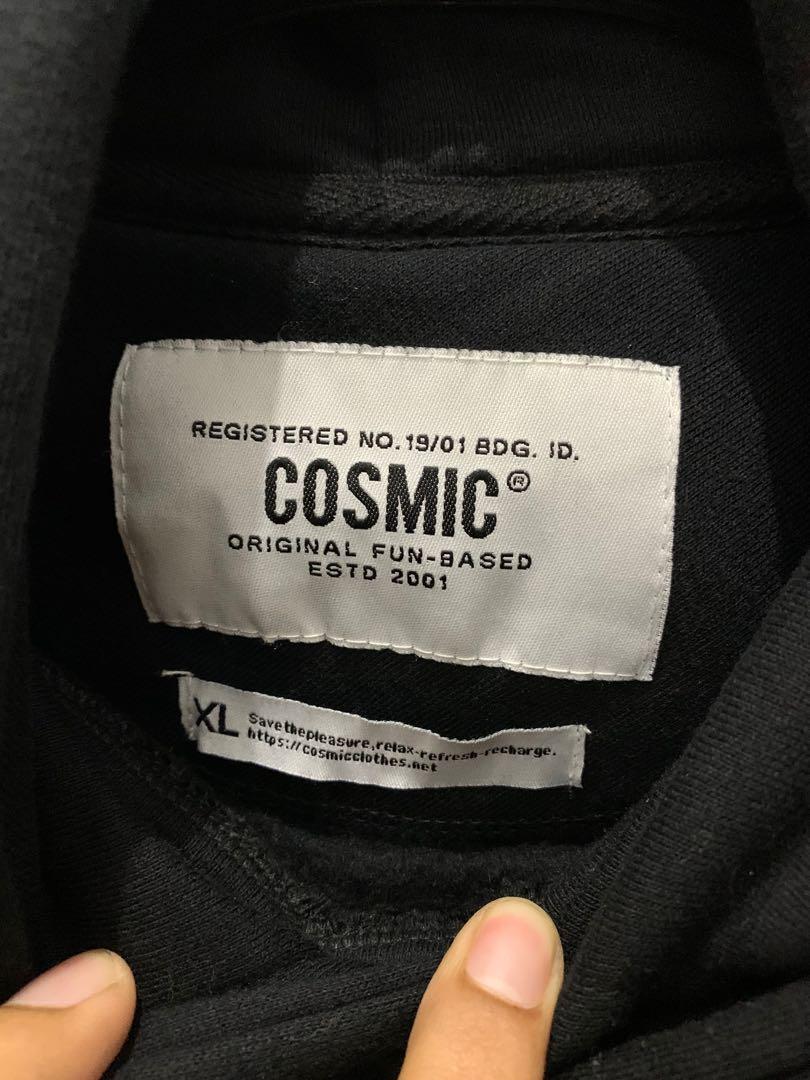 REGISTERED NO.19/01 BDG. ID.
COSMIC®
ORIGINAL FUN-BASED
ESTD 2001
XL
Savethepleasure,relax-refresh-recharge.
https://cosmicclothes.net